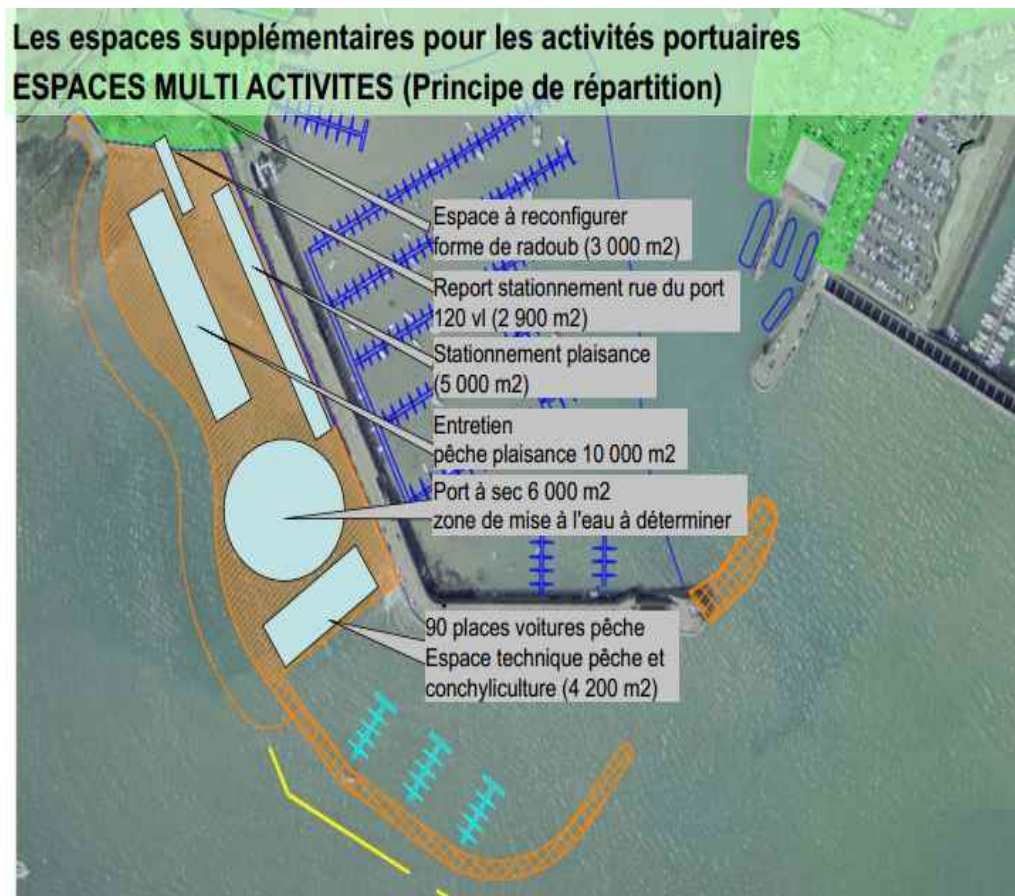 Les espaces supplémentaires pour les activités portuaires
ESPACES MULTI ACTIVITES (Principe de répartition)
Espace à reconfigurer
forme de radoub (3 000 m2)
Report stationnement rue du port
120 vl (2 900 m2)
Stationnement plaisance
(5 000 m2)
Entretien
pêche plaisance 10 000 m2
Port à sec 6 000 m2
zone de mise à l'eau à déterminer
90 places voitures pêche
Espace technique pêche et
conchyliculture (4 200 m2)